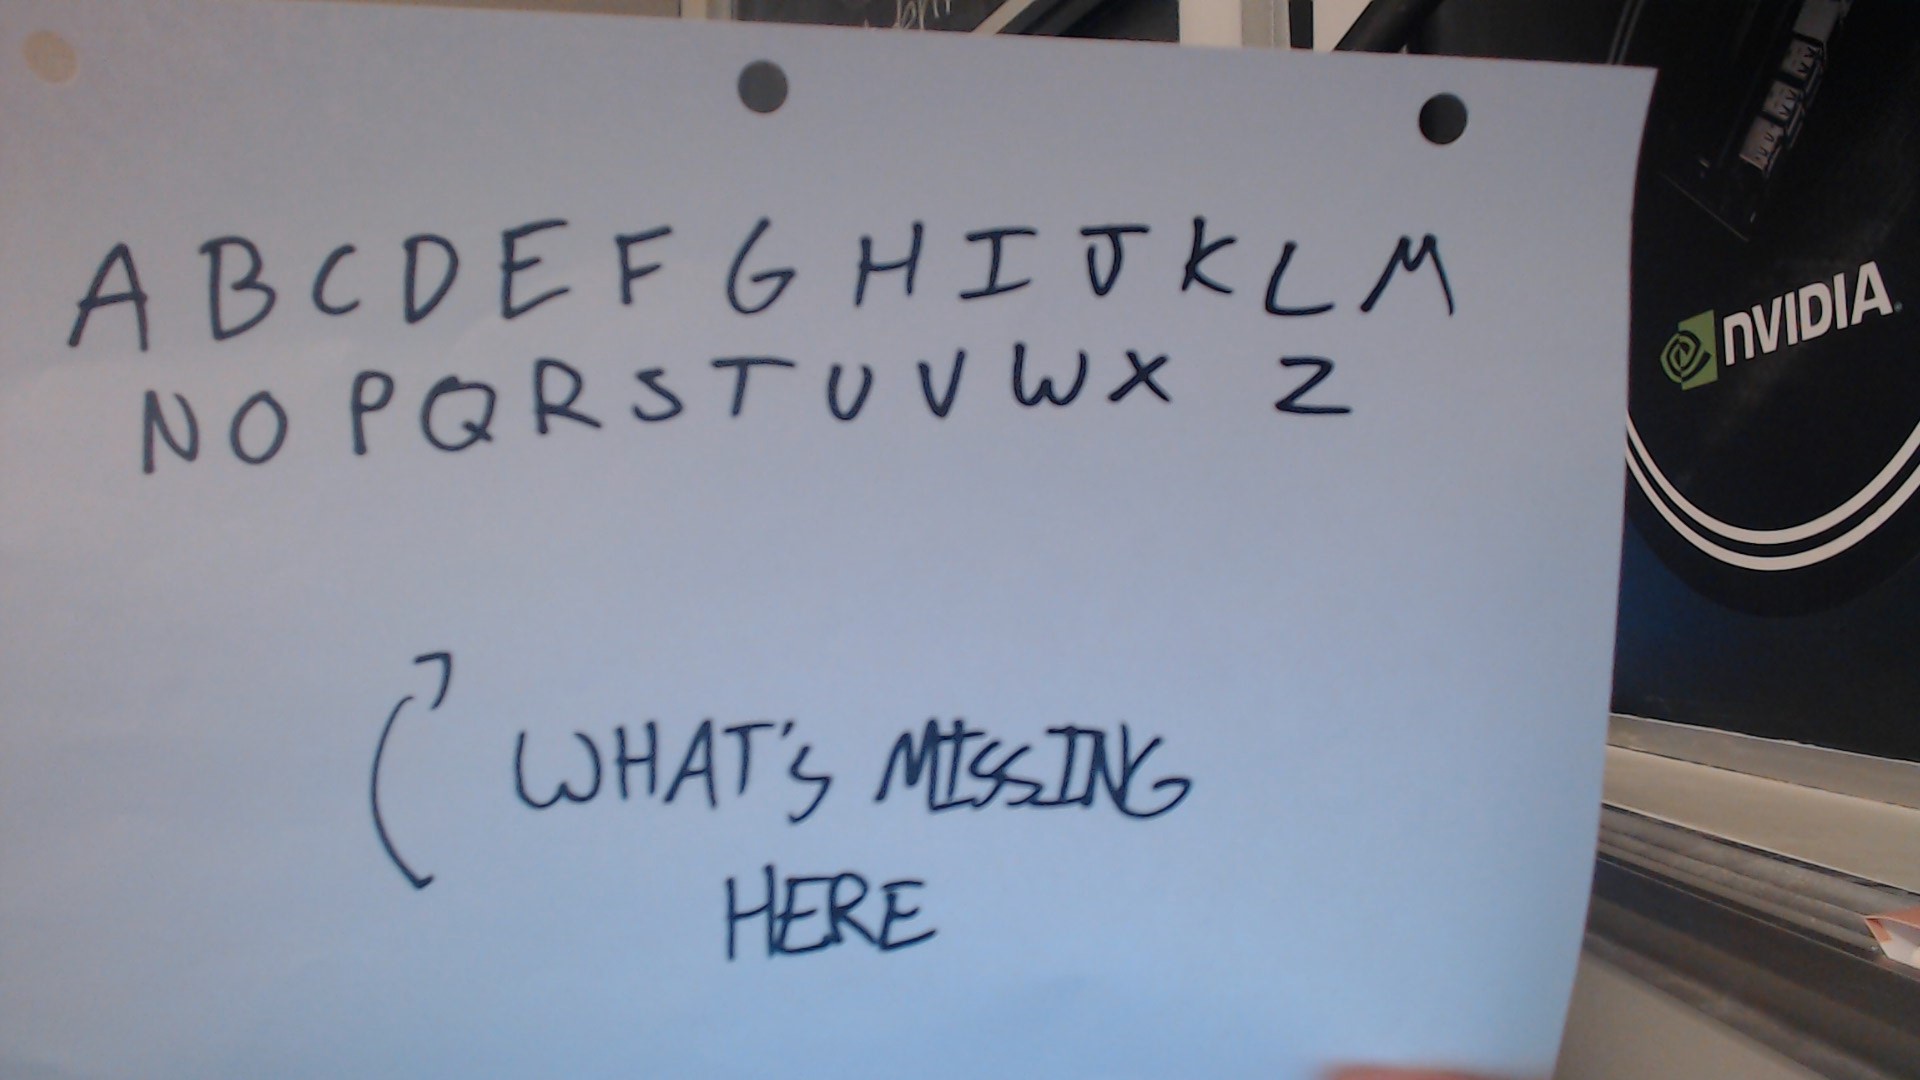 A B C D E F G H I J K L M
N O P Q R S T U V W X Z
WHAT'S MISSING
HERE
nVIDIA